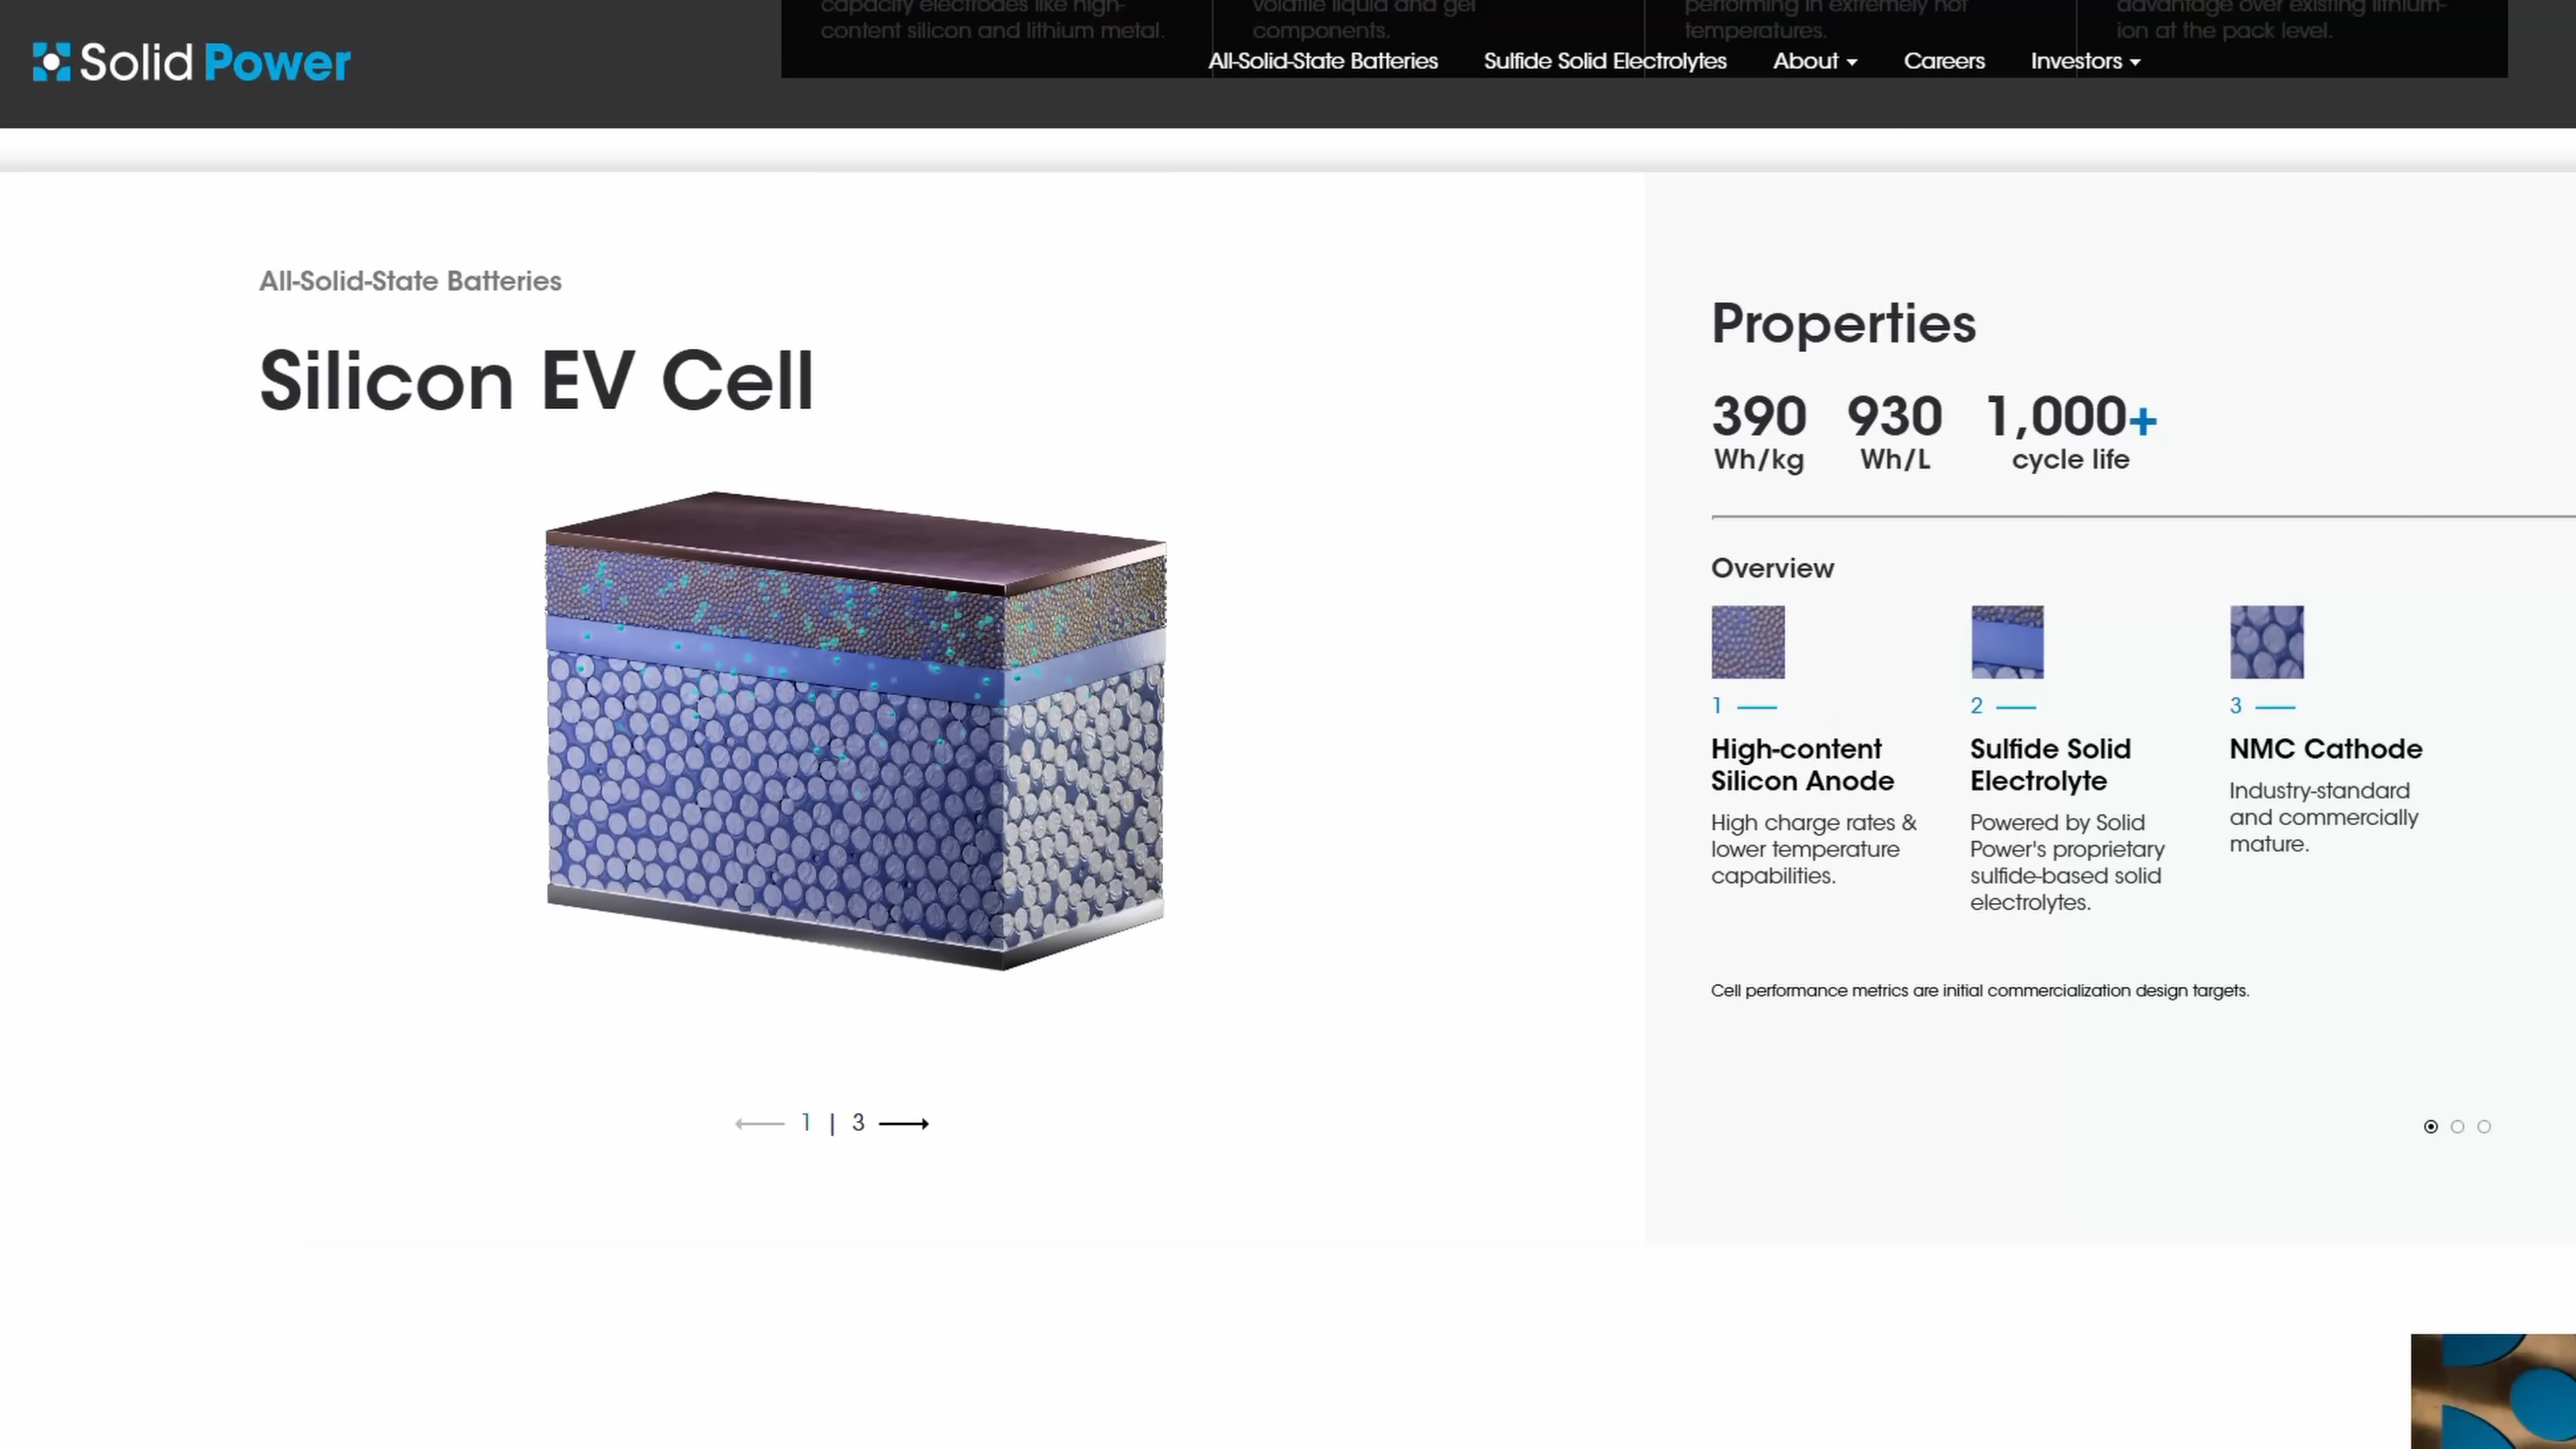 capacity electrodes like high-
content silicon and lithium metal.
volatile liquid and gel
components.
performing in extremely hot
temperatures.
advantage over existing lithium-
ion at the pack level.
Solid Power
All-Solid-State Batteries
Sulfide Solid Electrolytes
About
Careers
Investors
All-Solid-State Batteries
Silicon EV Cell
1 | 3
Properties
390 930 1,000+
Wh/kg Wh/L cycle life
Overview
1
High-content
Silicon Anode
High charge rates &
lower temperature
capabilities.
2
Sulfide Solid
Electrolyte
Powered by Solid
Power's proprietary
sulfide-based solid
electrolytes.
3
NMC Cathode
Industry-standard
and commercially
mature.
Cell performance metrics are initial commercialization design targets.